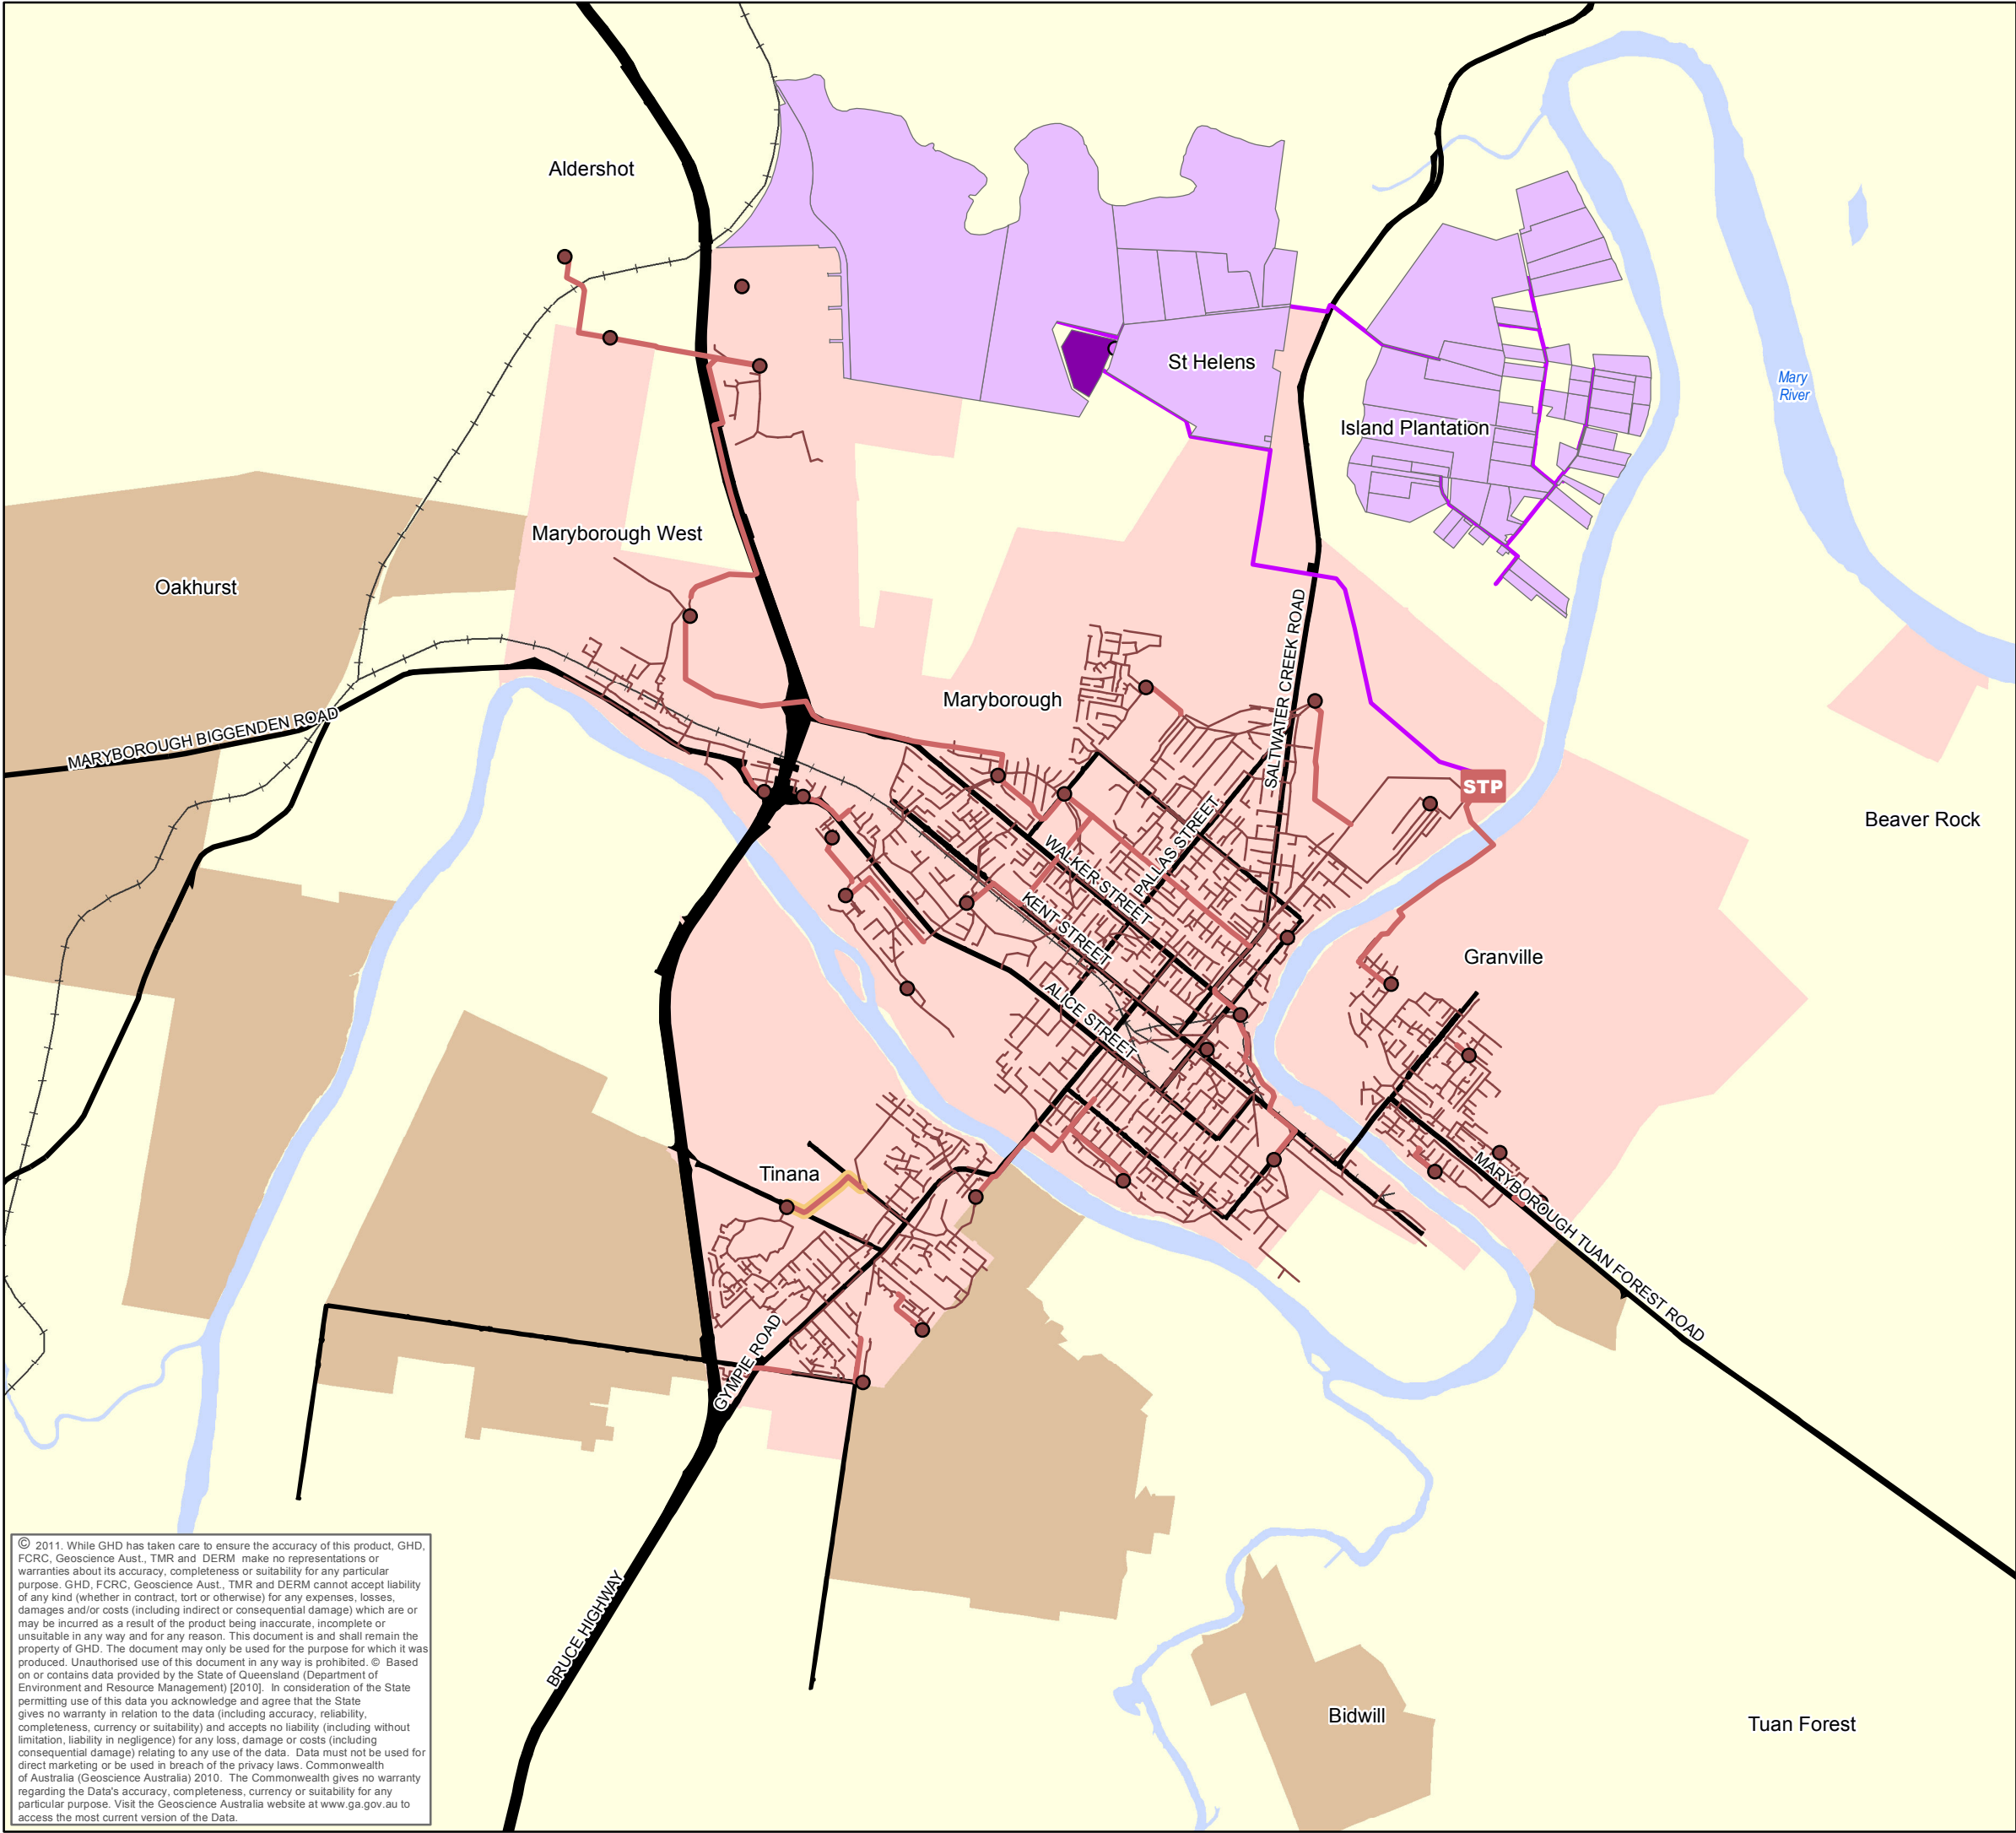 Aldershot
St Helens
Mary
River
Island Plantation
Maryborough West
Oakhurst
SALTWATER CREEK ROAD
Maryborough
MARYBOROUGH BIGGENDEN ROAD
STP
Beaver Rock
PALLAS STREET
WALKER STREET
KENT STREET
Granville
ALICE STREET
Tinana
MARYBOROUGH TUAN FOREST ROAD
GYMPIE ROAD
BRUCE HIGHWAY
Bidwill
Tuan Forest
© 2011. While GHD has taken care to ensure the accuracy of this product, GHD,
FCRC, Geoscience Aust., TMR and DERM make no representations or
warranties about its accuracy, completeness or suitability for any particular
purpose. GHD, FCRC, Geoscience Aust., TMR and DERM cannot accept liability
of any kind (whether in contract, tort or otherwise) for any expenses, losses,
damages and/or costs (including indirect or consequential damage) which are or
may be incurred as a result of the product being inaccurate, incomplete or
unsuitable in any way and for any reason. This document is and shall remain the
property of GHD. The document may only be used for the purpose for which it was
produced. Unauthorised use of this document in any way is prohibited. © Based
on or contains data provided by the State of Queensland (Department of
Environment and Resource Management) [2010]. In consideration of the State
permitting use of this data you acknowledge and agree that the State
gives no warranty in relation to the data (including accuracy, reliability,
completeness, currency or suitability) and accepts no liability (including without
limitation, liability in negligence) for any loss, damage or costs (including
consequential damage) relating to any use of the data. Data must not be used for
direct marketing or be used in breach of the privacy laws. Commonwealth
of Australia (Geoscience Australia) 2010. The Commonwealth gives no warranty
regarding the Data's accuracy, completeness, currency or suitability for any
particular purpose. Visit the Geoscience Australia website at www.ga.gov.au to
access the most current version of the Data.